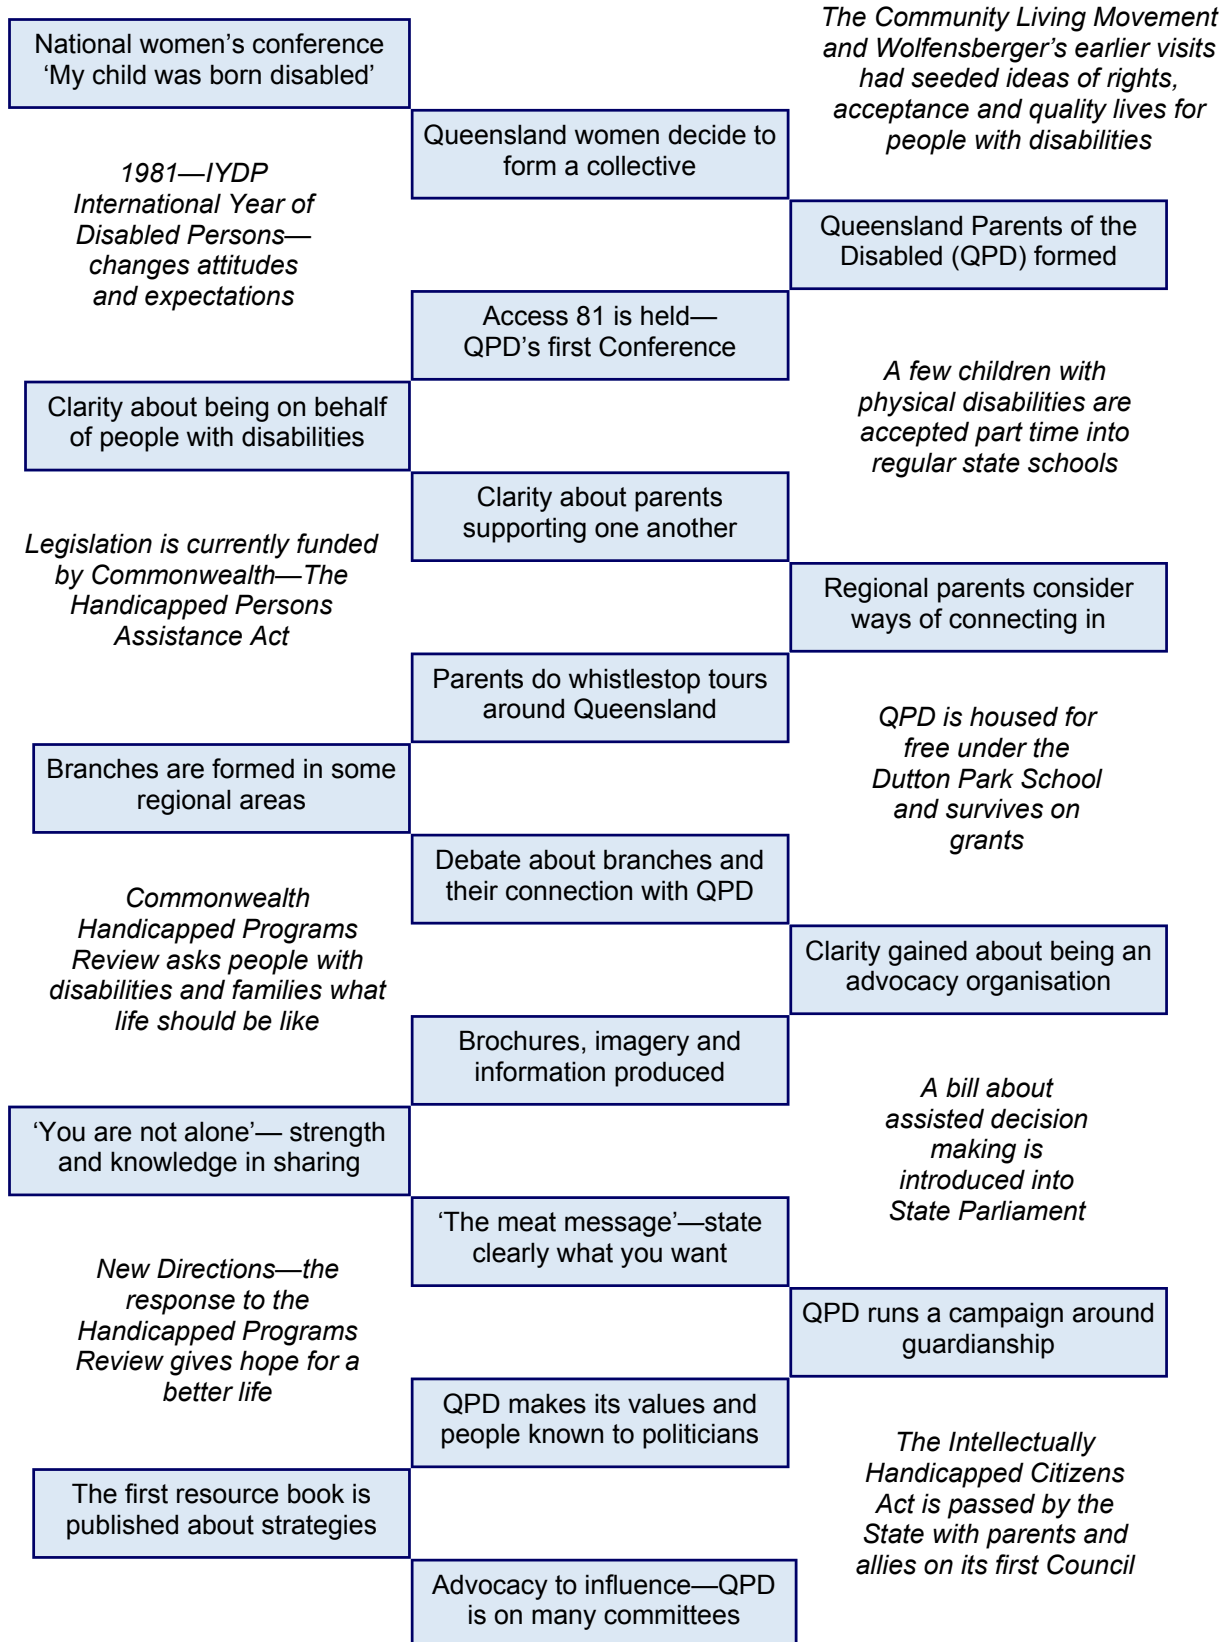 National women’s conference
‘My child was born disabled’
The Community Living Movement
and Wolfensberger’s earlier visits
had seeded ideas of rights,
acceptance and quality lives for
people with disabilities
Queensland women decide to
form a collective
1981—IYDP
International Year of
Disabled Persons—
changes attitudes
and expectations
Queensland Parents of the
Disabled (QPD) formed
Access 81 is held—
QPD’s first Conference
A few children with
physical disabilities are
accepted part time into
regular state schools
Clarity about being on behalf
of people with disabilities
Clarity about parents
supporting one another
Legislation is currently funded
by Commonwealth—The
Handicapped Persons
Assistance Act
Regional parents consider
ways of connecting in
Parents do whistlestop tours
around Queensland
QPD is housed for
free under the
Dutton Park School
and survives on
grants
Branches are formed in some
regional areas
Debate about branches and
their connection with QPD
Commonwealth
Handicapped Programs
Review asks people with
disabilities and families what
life should be like
Clarity gained about being an
advocacy organisation
Brochures, imagery and
information produced
A bill about
assisted decision
making is
introduced into
State Parliament
‘You are not alone’— strength
and knowledge in sharing
‘The meat message’—state
clearly what you want
New Directions—the
response to the
Handicapped Programs
Review gives hope for a
better life
QPD runs a campaign around
guardianship
QPD makes its values and
people known to politicians
The Intellectually
Handicapped Citizens
Act is passed by the
State with parents and
allies on its first Council
The first resource book is
published about strategies
Advocacy to influence—QPD
is on many committees